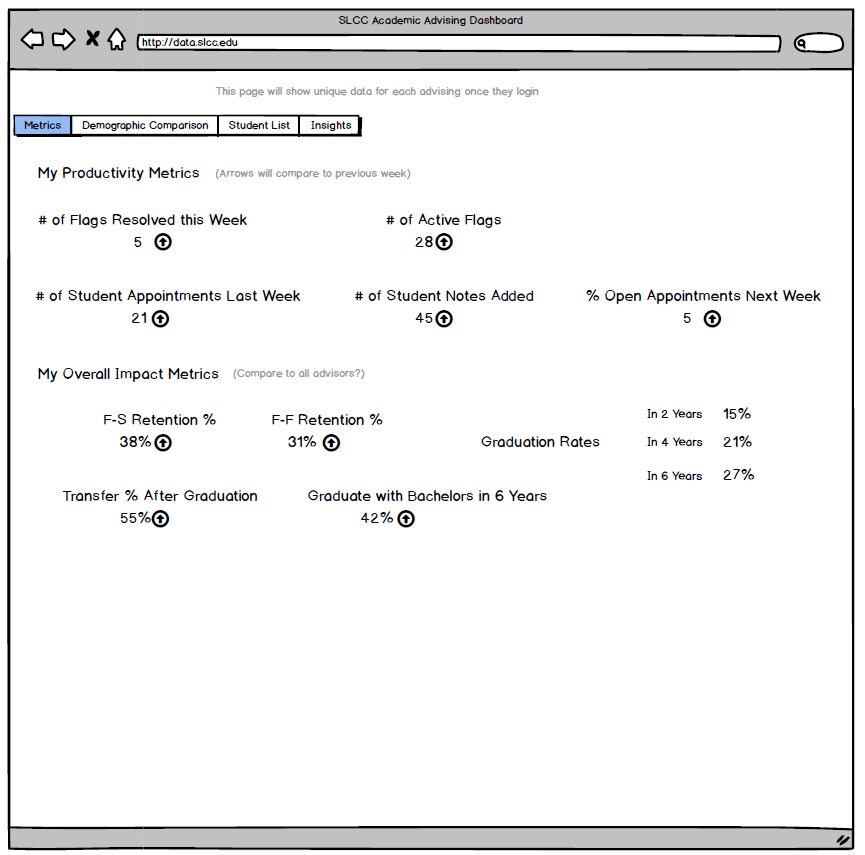 SLCC Academic Advising Dashboard
http://data.slcc.edu
This page will show unique data for each advising once they login
Metrics Demographic Comparison Student List Insights
My Productivity Metrics (Arrows will compare to previous week)
# of Flags Resolved this Week # of Active Flags
5 28
# of Student Appointments Last Week # of Student Notes Added % Open Appointments Next Week
21 45 5
My Overall Impact Metrics (Compare to all advisors?)
In 2 Years 15%
F-S Retention % F-F Retention %
38% 31% Graduation Rates In 4 Years 21%
In 6 Years 27%
Transfer % After Graduation Graduate with Bachelors in 6 Years
55% 42%